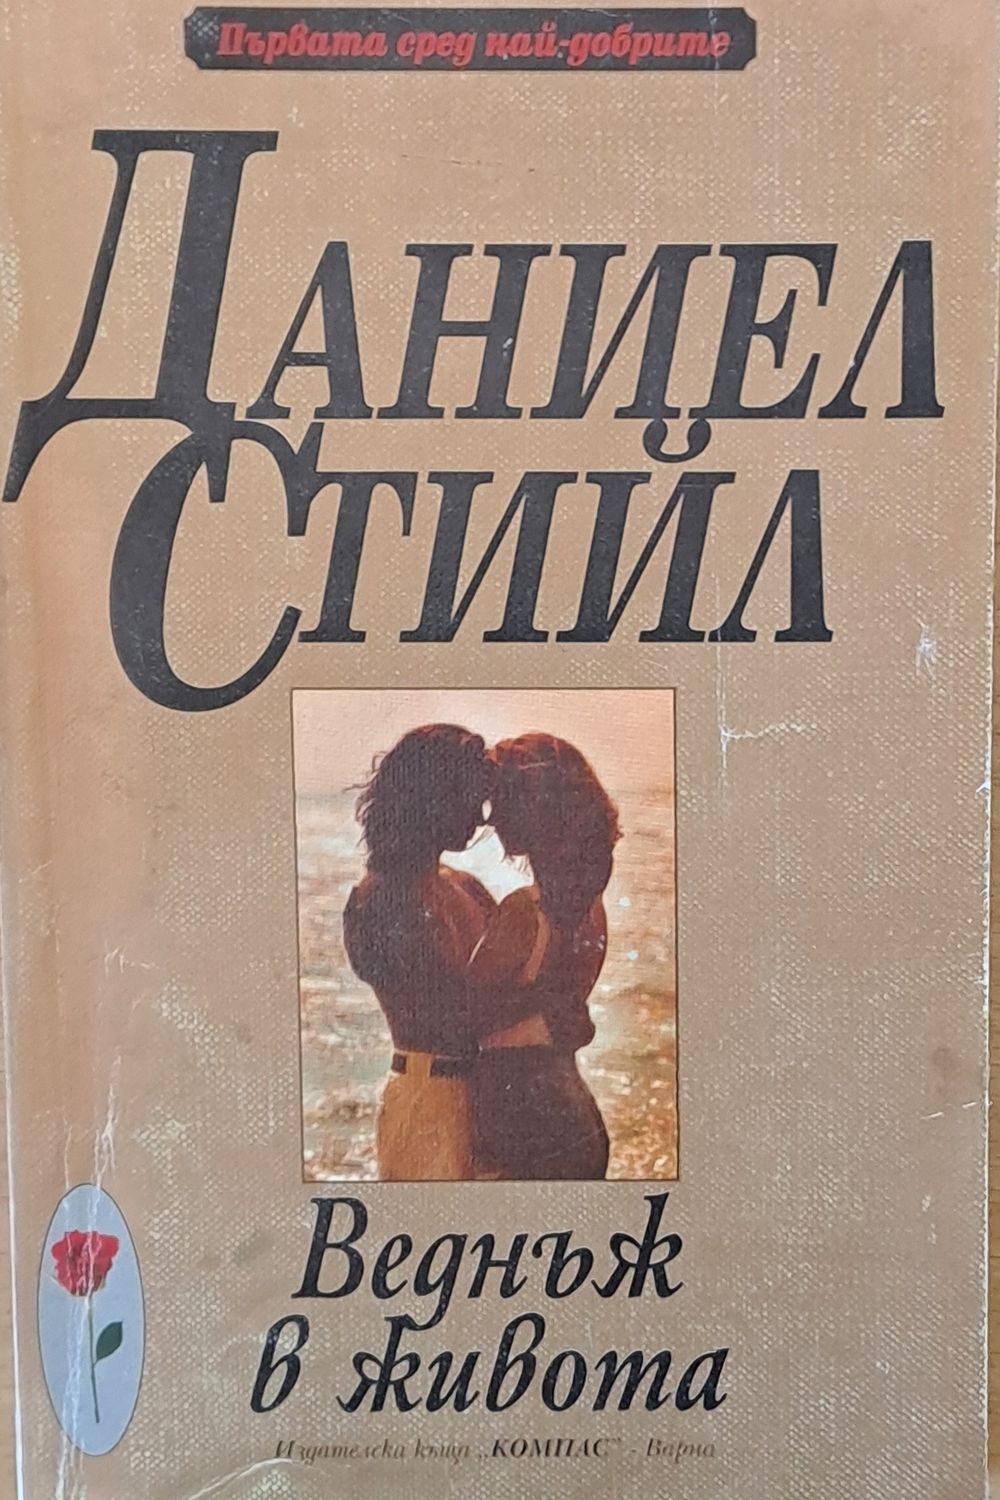 Първата сред най-добрите
ДАНИЕЛ
СТИЙЛ
Веднъж
в живота
Издателска къща „КОМПАС” - Варна